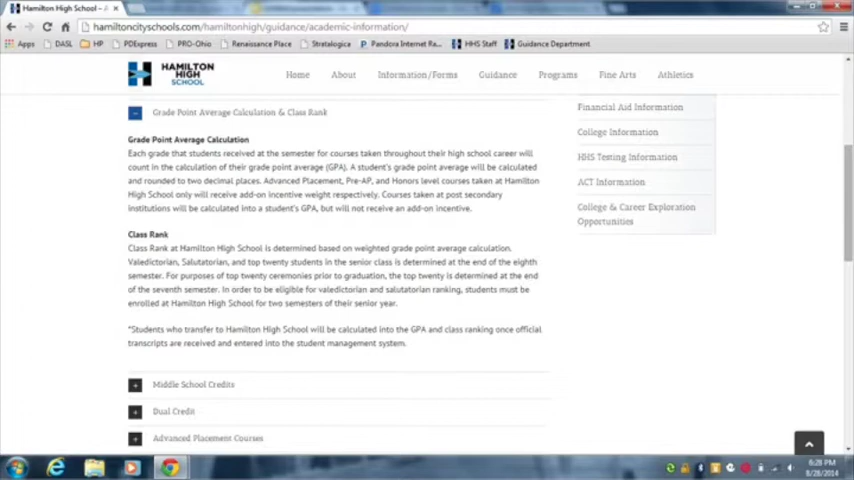 Hamilton High School - A
hamiltoncityschools.com/hamiltonhigh/guidance/academic-information/
Apps DASL HP PDExpress PRO-Ohio Renaissance Place Stratalogica Pandora Internet Ra... HHS Staff Guidance Department
HAMILTON
HIGH
SCHOOL
Home About Information/Forms Guidance Programs Fine Arts Athletics
Grade Point Average Calculation & Class Rank
Grade Point Average Calculation
Each grade that students received at the semester for courses taken throughout their high school career will
count in the calculation of their grade point average (GPA). A student's grade point average will be calculated
and rounded to two decimal places. Advanced Placement, Pre-AP, and Honors level courses taken at Hamilton
High School only will receive add-on incentive weight respectively. Courses taken at post secondary
institutions will be calculated into a student's GPA, but will not receive an add-on incentive.
Class Rank
Class Rank at Hamilton High School is determined based on weighted grade point average calculation.
Valedictorian, Salutatorian, and top twenty students in the senior class is determined at the end of the eighth
semester. For purposes of top twenty ceremonies prior to graduation, the top twenty is determined at the end
of the seventh semester. In order to be eligible for valedictorian and salutatorian ranking, students must be
enrolled at Hamilton High School for two semesters of their senior year.
*Students who transfer to Hamilton High School will be calculated into the GPA and class ranking once official
transcripts are received and entered into the student management system.
Middle School Credits
Dual Credit
Advanced Placement Courses
Financial Aid Information
College Information
HHS Testing Information
ACT Information
College & Career Exploration
Opportunities
6:28 PM
8/28/2014